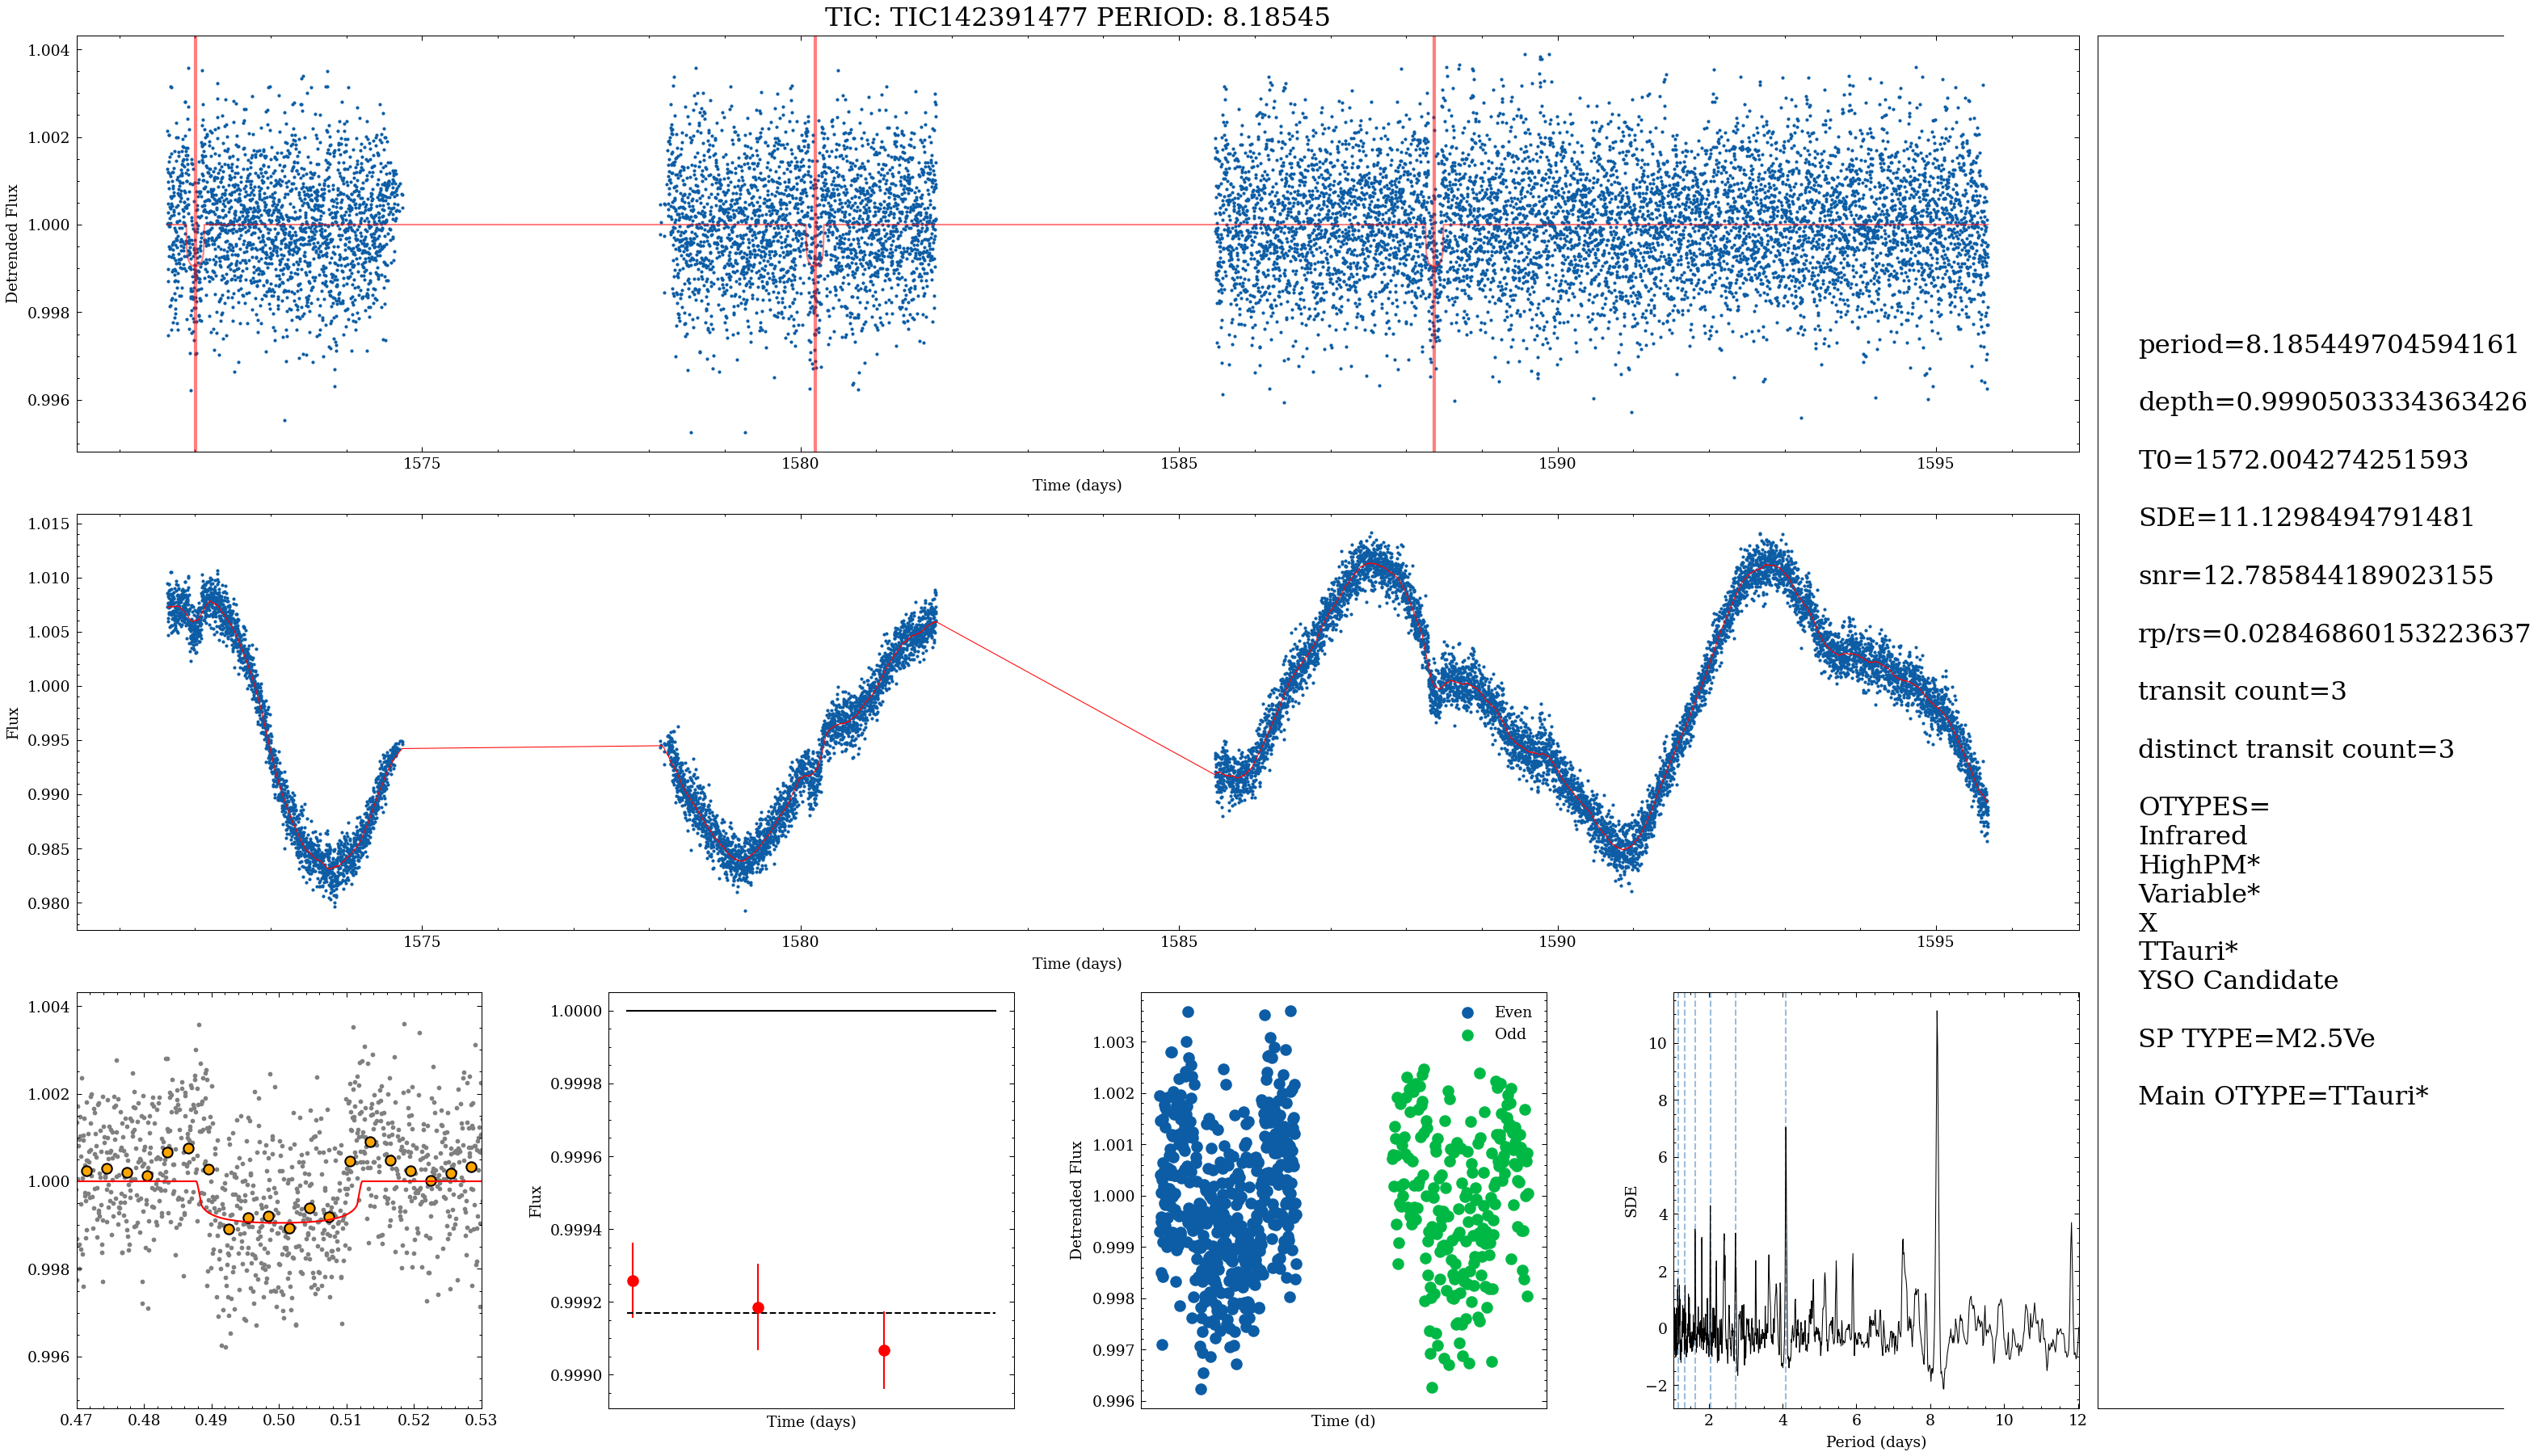 TIC: TIC142391477 PERIOD: 8.18545
1.004
1.002
1.000
0.998
0.996
Detrended Flux
1575
1580
1585
1590
1595
Time (days)
1.015
1.010
1.005
1.000
0.995
0.990
0.985
0.980
Flux
1575
1580
1585
1590
1595
Time (days)
1.004
1.002
1.000
0.998
0.996
0.47
0.48
0.49
0.50
0.51
0.52
0.53
1.0000
0.9998
0.9996
0.9994
0.9992
0.9990
Flux
Time (days)
Even
Odd
1.003
1.002
1.001
1.000
0.999
0.998
0.997
0.996
Detrended Flux
Time (d)
10
8
6
4
2
0
−2
SDE
2
4
6
8
10
12
Period (days)
period=8.185449704594161
depth=0.9990503334363426
T0=1572.004274251593
SDE=11.1298494791481
snr=12.785844189023155
rp/rs=0.02846860153223637
transit count=3
distinct transit count=3
OTYPES=
Infrared
HighPM*
Variable*
X
TTauri*
YSO Candidate
SP TYPE=M2.5Ve
Main OTYPE=TTauri*